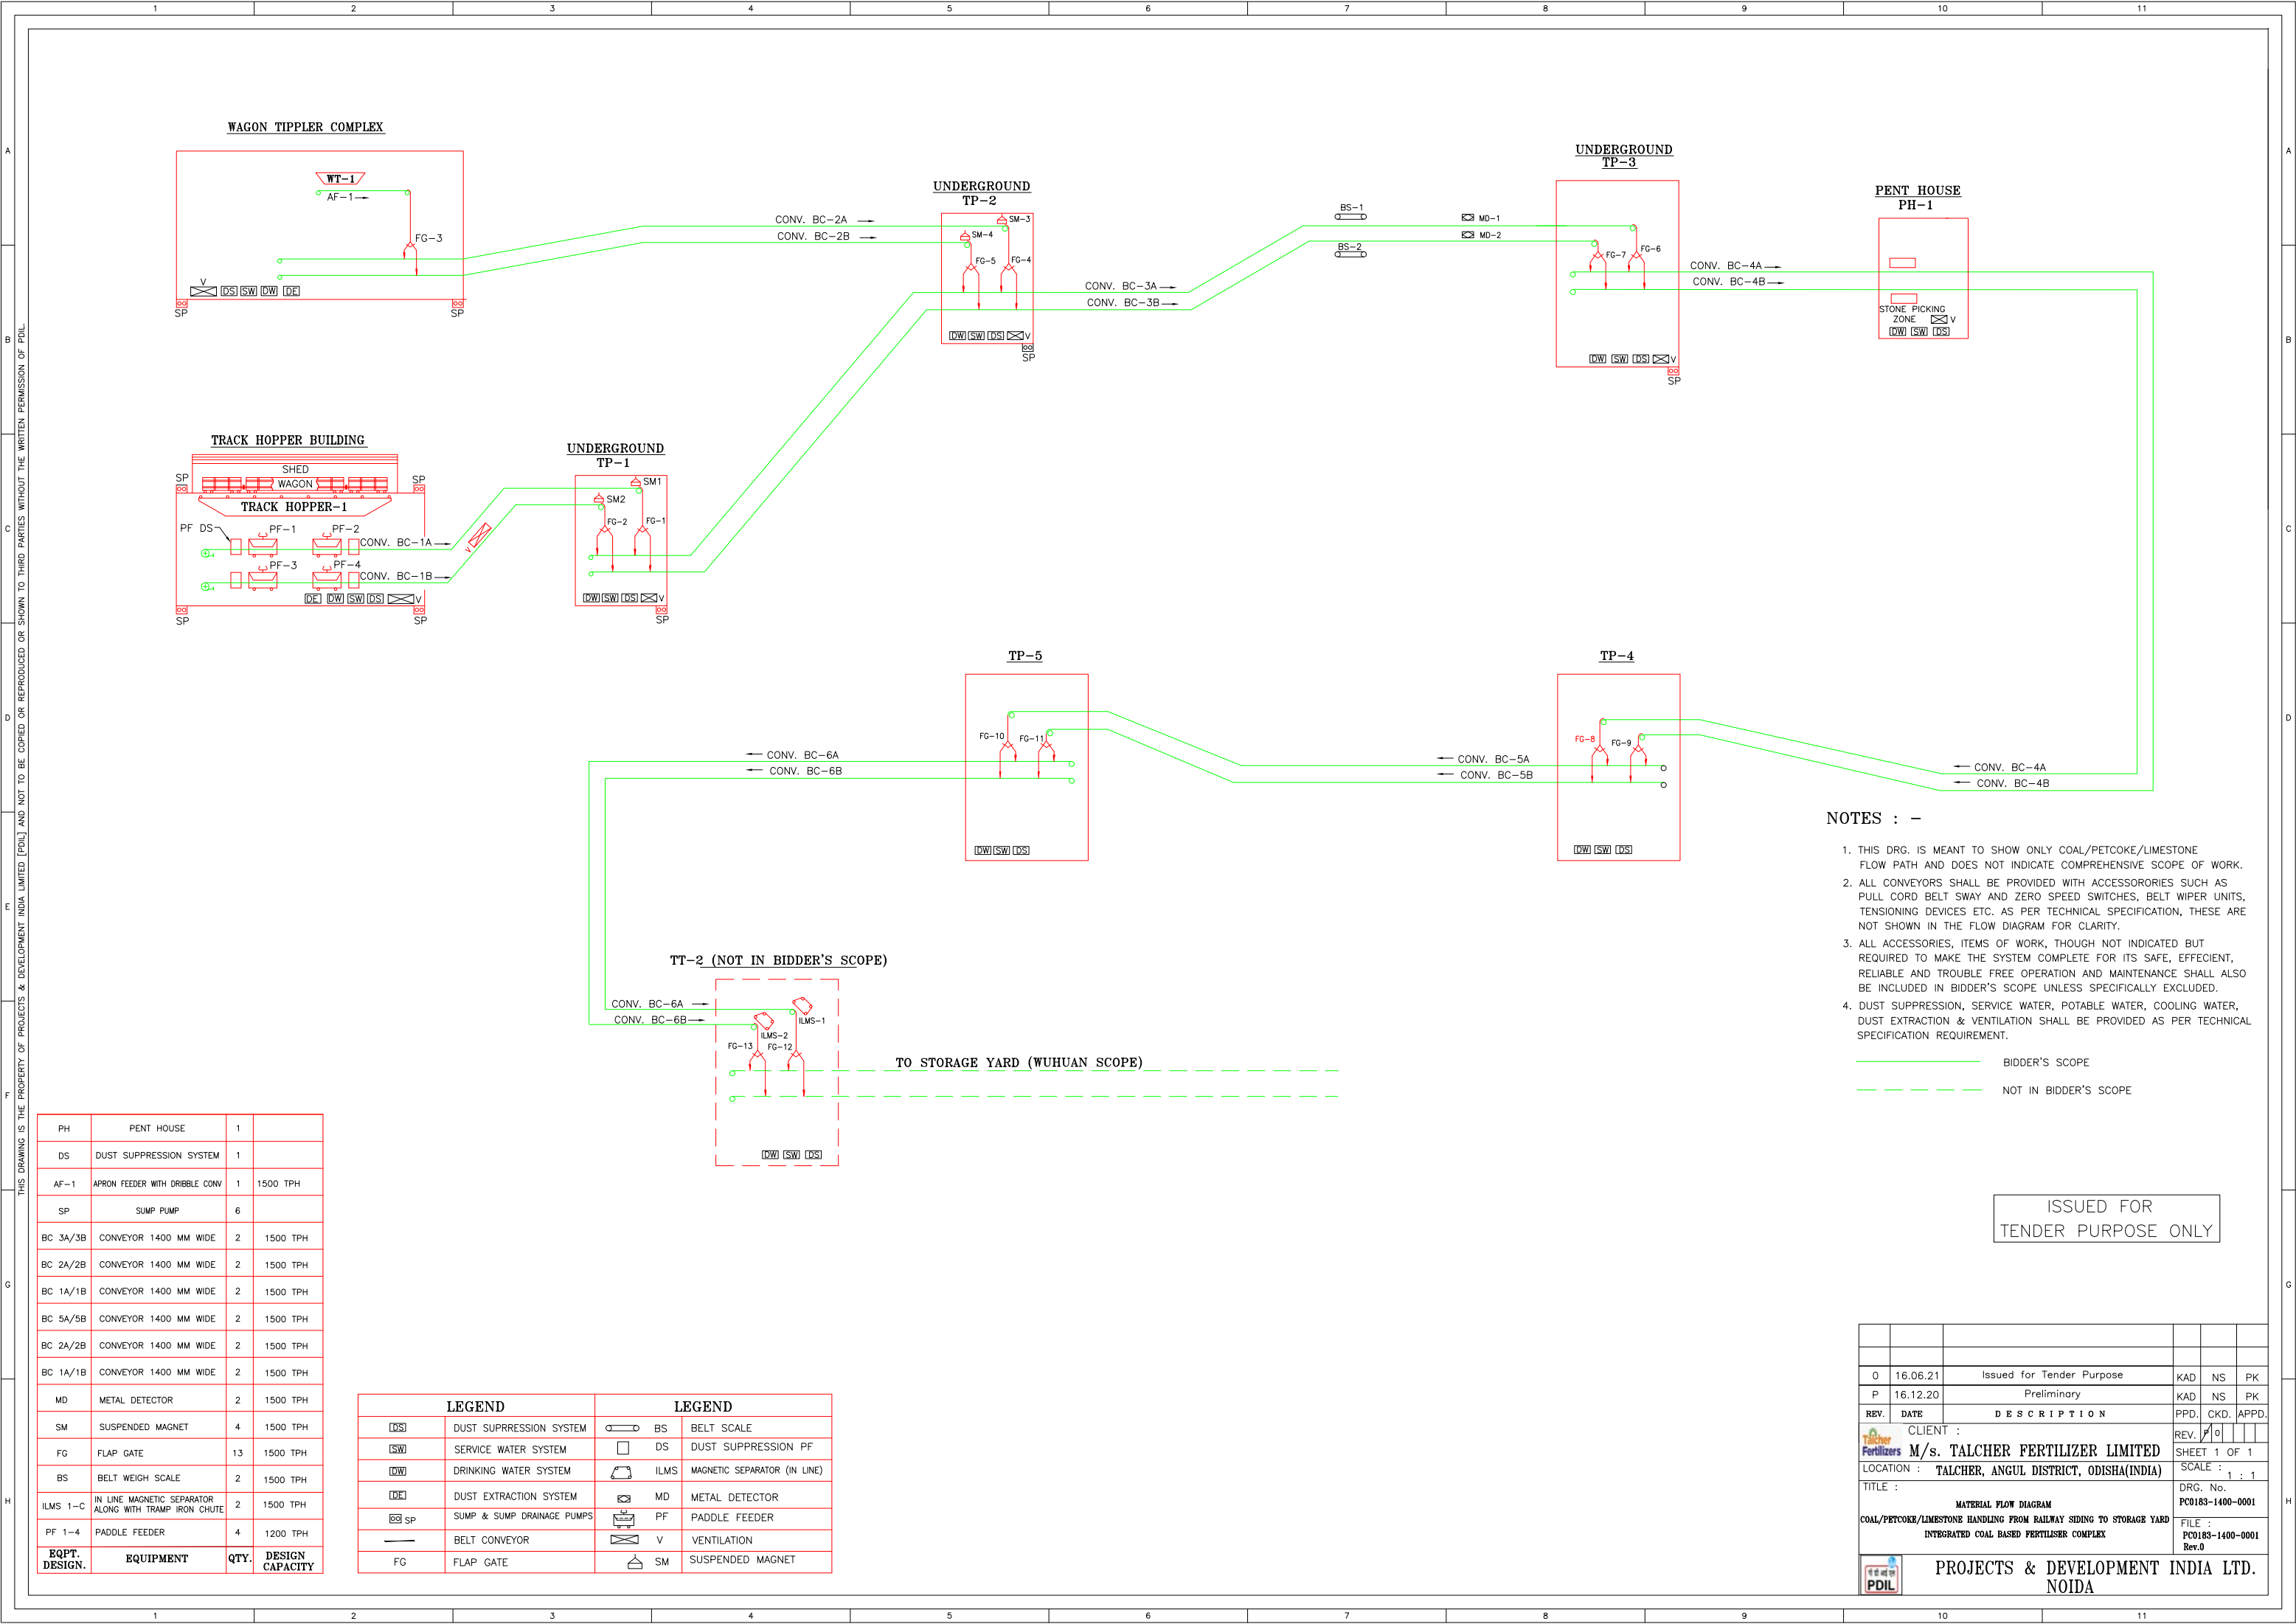 1 2 3 4 5 6 7 8 9 10 11
A
B
C
D
E
F
G
H
THIS DRAWING IS THE PROPERTY OF PROJECTS & DEVELOPMENT INDIA LIMITED [PDIL] AND NOT TO BE COPIED OR REPRODUCED OR SHOWN TO THIRD PARTIES WITHOUT THE WRITTEN PERMISSION OF PDIL.
WAGON TIPPLER COMPLEX
WT-1
AF-1
FG-3
V
DS SW DW DE
SP
SP
CONV. BC-2A
CONV. BC-2B
UNDERGROUND
TP-2
SM-3
SM-4
FG-5
FG-4
DW SW DS V
SP
CONV. BC-3A
CONV. BC-3B
BS-1
BS-2
MD-1
MD-2
UNDERGROUND
TP-3
FG-7
FG-6
DW SW DS V
SP
CONV. BC-4A
CONV. BC-4B
PENT HOUSE
PH-1
STONE PICKING
ZONE V
DW SW DS
TRACK HOPPER BUILDING
SHED
WAGON
SP
SP
TRACK HOPPER-1
PF DS
PF-1
PF-2
CONV. BC-1A
PF-3
PF-4
CONV. BC-1B
DE DW SW DS V
SP
SP
V
UNDERGROUND
TP-1
SM1
SM2
FG-2
FG-1
DW SW DS V
SP
TP-5
FG-10
FG-11
DW SW DS
CONV. BC-6A
CONV. BC-6B
TP-4
FG-8
FG-9
DW SW DS
CONV. BC-5A
CONV. BC-5B
CONV. BC-4A
CONV. BC-4B
TT-2 (NOT IN BIDDER'S SCOPE)
CONV. BC-6A
CONV. BC-6B
ILMS-1
ILMS-2
FG-13
FG-12
DW SW DS
TO STORAGE YARD (WUHUAN SCOPE)
NOTES : -
1. THIS DRG. IS MEANT TO SHOW ONLY COAL/PETCOKE/LIMESTONE
FLOW PATH AND DOES NOT INDICATE COMPREHENSIVE SCOPE OF WORK.
2. ALL CONVEYORS SHALL BE PROVIDED WITH ACCESSORORIES SUCH AS
PULL CORD BELT SWAY AND ZERO SPEED SWITCHES, BELT WIPER UNITS,
TENSIONING DEVICES ETC. AS PER TECHNICAL SPECIFICATION, THESE ARE
NOT SHOWN IN THE FLOW DIAGRAM FOR CLARITY.
3. ALL ACCESSORIES, ITEMS OF WORK, THOUGH NOT INDICATED BUT
REQUIRED TO MAKE THE SYSTEM COMPLETE FOR ITS SAFE, EFFECIENT,
RELIABLE AND TROUBLE FREE OPERATION AND MAINTENANCE SHALL ALSO
BE INCLUDED IN BIDDER'S SCOPE UNLESS SPECIFICALLY EXCLUDED.
4. DUST SUPPRESSION, SERVICE WATER, POTABLE WATER, COOLING WATER,
DUST EXTRACTION & VENTILATION SHALL BE PROVIDED AS PER TECHNICAL
SPECIFICATION REQUIREMENT.
BIDDER'S SCOPE
NOT IN BIDDER'S SCOPE
ISSUED FOR
TENDER PURPOSE ONLY
PH PENT HOUSE 1
DS DUST SUPPRESSION SYSTEM 1
AF-1 APRON FEEDER WITH DRIBBLE CONV 1 1500 TPH
SP SUMP PUMP 6
BC 3A/3B CONVEYOR 1400 MM WIDE 2 1500 TPH
BC 2A/2B CONVEYOR 1400 MM WIDE 2 1500 TPH
BC 1A/1B CONVEYOR 1400 MM WIDE 2 1500 TPH
BC 5A/5B CONVEYOR 1400 MM WIDE 2 1500 TPH
BC 2A/2B CONVEYOR 1400 MM WIDE 2 1500 TPH
BC 1A/1B CONVEYOR 1400 MM WIDE 2 1500 TPH
MD METAL DETECTOR 2 1500 TPH
SM SUSPENDED MAGNET 4 1500 TPH
FG FLAP GATE 13 1500 TPH
BS BELT WEIGH SCALE 2 1500 TPH
ILMS 1-C IN LINE MAGNETIC SEPARATOR ALONG WITH TRAMP IRON CHUTE 2 1500 TPH
PF 1-4 PADDLE FEEDER 4 1200 TPH
EQPT. DESIGN. EQUIPMENT QTY. DESIGN CAPACITY
LEGEND LEGEND
DS DUST SUPRRESSION SYSTEM BS BELT SCALE
SW SERVICE WATER SYSTEM DS DUST SUPPRESSION PF
DW DRINKING WATER SYSTEM ILMS MAGNETIC SEPARATOR (IN LINE)
DE DUST EXTRACTION SYSTEM MD METAL DETECTOR
SP SUMP & SUMP DRAINAGE PUMPS PF PADDLE FEEDER
BELT CONVEYOR V VENTILATION
FG FLAP GATE SM SUSPENDED MAGNET
0 16.06.21 Issued for Tender Purpose KAD NS PK
P 16.12.20 Preliminary KAD NS PK
REV. DATE DESCRIPTION PPD. CKD. APPD.
Talcher Fertilizers
CLIENT :
M/s. TALCHER FERTILIZER LIMITED
REV. P 0
SHEET 1 OF 1
LOCATION : TALCHER, ANGUL DISTRICT, ODISHA(INDIA)
SCALE : 1 : 1
TITLE :
MATERIAL FLOW DIAGRAM
COAL/PETCOKE/LIMESTONE HANDLING FROM RAILWAY SIDING TO STORAGE YARD
INTEGRATED COAL BASED FERTILISER COMPLEX
DRG. No.
PC0183-1400-0001
FILE :
PC0183-1400-0001
Rev.0
पी डी आई एल
PDIL
PROJECTS & DEVELOPMENT INDIA LTD.
NOIDA
1 2 3 4 5 6 7 8 9 10 11